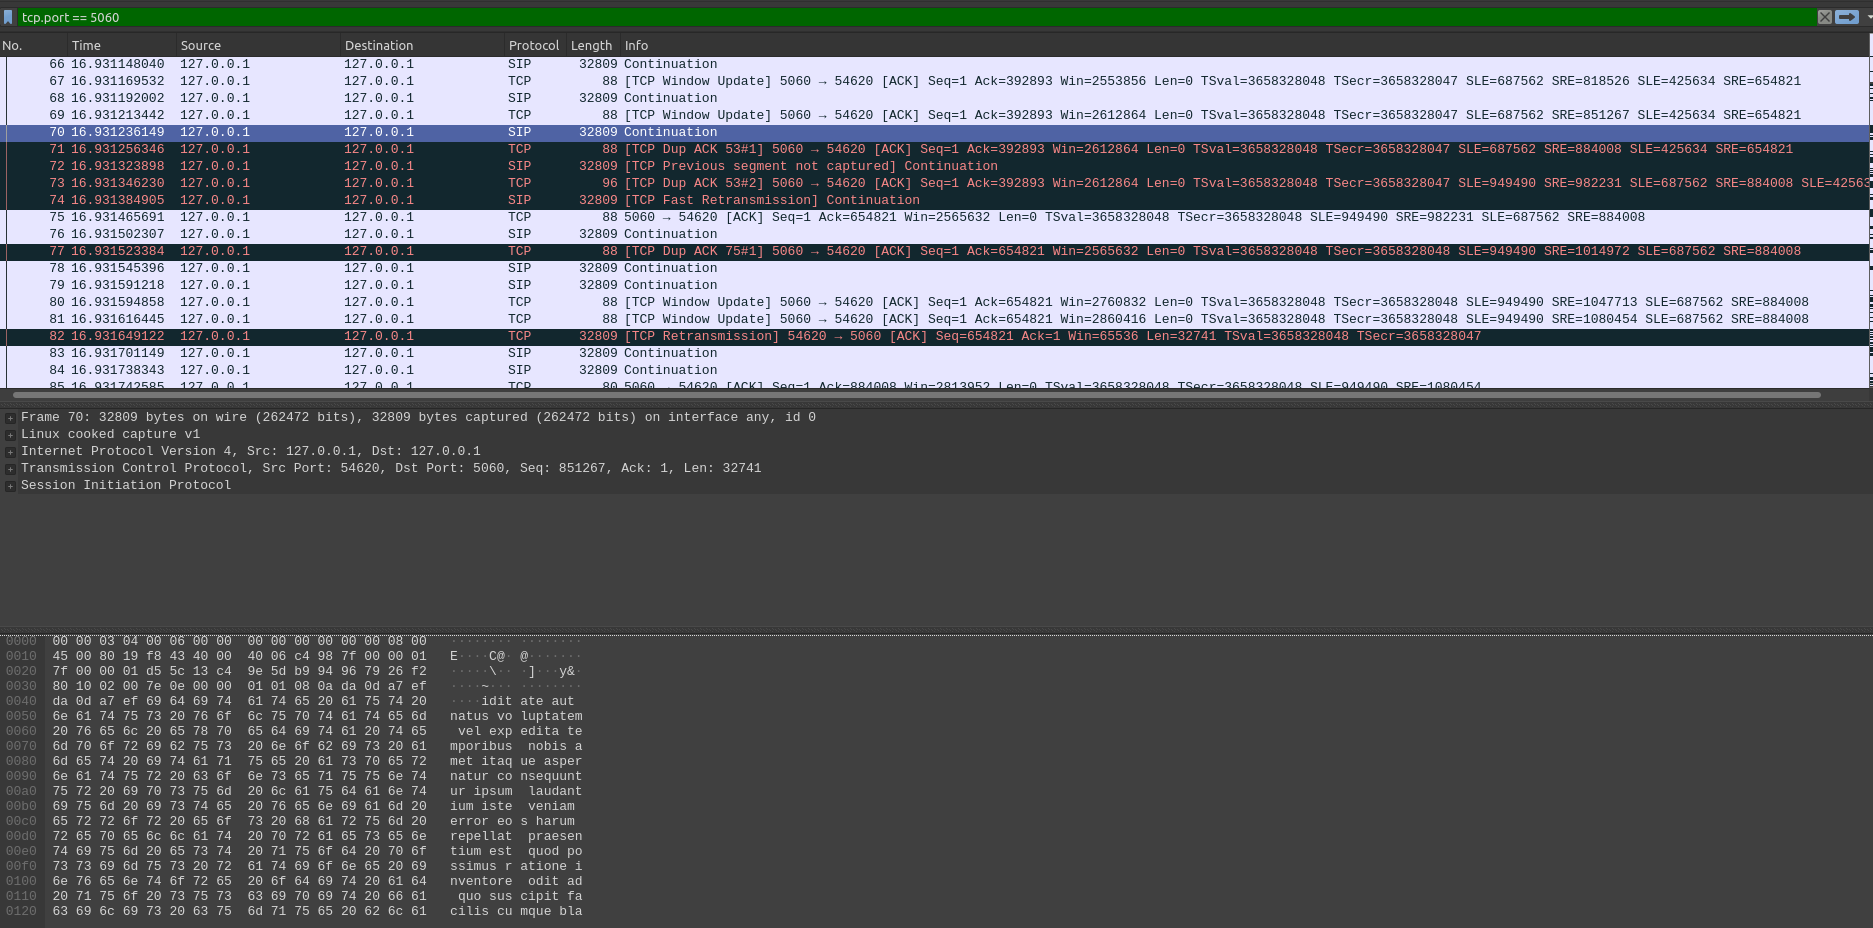 tcp.port == 5060
No. Time Source Destination Protocol Length Info
66 16.931148040 127.0.0.1 127.0.0.1 SIP 32809 Continuation
67 16.931169532 127.0.0.1 127.0.0.1 TCP 88 [TCP Window Update] 5060 → 54620 [ACK] Seq=1 Ack=392893 Win=2553856 Len=0 TSval=3658328048 TSecr=3658328047 SLE=687562 SRE=818526 SLE=425634 SRE=654821
68 16.931192002 127.0.0.1 127.0.0.1 SIP 32809 Continuation
69 16.931213442 127.0.0.1 127.0.0.1 TCP 88 [TCP Window Update] 5060 → 54620 [ACK] Seq=1 Ack=392893 Win=2612864 Len=0 TSval=3658328048 TSecr=3658328047 SLE=687562 SRE=851267 SLE=425634 SRE=654821
70 16.931236149 127.0.0.1 127.0.0.1 SIP 32809 Continuation
71 16.931256346 127.0.0.1 127.0.0.1 TCP 88 [TCP Dup ACK 53#1] 5060 → 54620 [ACK] Seq=1 Ack=392893 Win=2612864 Len=0 TSval=3658328048 TSecr=3658328047 SLE=687562 SRE=884008 SLE=425634 SRE=654821
72 16.931323898 127.0.0.1 127.0.0.1 SIP 32809 [TCP Previous segment not captured] Continuation
73 16.931346230 127.0.0.1 127.0.0.1 TCP 96 [TCP Dup ACK 53#2] 5060 → 54620 [ACK] Seq=1 Ack=392893 Win=2612864 Len=0 TSval=3658328048 TSecr=3658328047 SLE=949490 SRE=982231 SLE=687562 SRE=884008 SLE=42563
74 16.931384905 127.0.0.1 127.0.0.1 SIP 32809 [TCP Fast Retransmission] Continuation
75 16.931465691 127.0.0.1 127.0.0.1 TCP 88 5060 → 54620 [ACK] Seq=1 Ack=654821 Win=2565632 Len=0 TSval=3658328048 TSecr=3658328048 SLE=949490 SRE=982231 SLE=687562 SRE=884008
76 16.931502307 127.0.0.1 127.0.0.1 SIP 32809 Continuation
77 16.931523384 127.0.0.1 127.0.0.1 TCP 88 [TCP Dup ACK 75#1] 5060 → 54620 [ACK] Seq=1 Ack=654821 Win=2565632 Len=0 TSval=3658328048 TSecr=3658328048 SLE=949490 SRE=1014972 SLE=687562 SRE=884008
78 16.931545396 127.0.0.1 127.0.0.1 SIP 32809 Continuation
79 16.931591218 127.0.0.1 127.0.0.1 SIP 32809 Continuation
80 16.931594858 127.0.0.1 127.0.0.1 TCP 88 [TCP Window Update] 5060 → 54620 [ACK] Seq=1 Ack=654821 Win=2760832 Len=0 TSval=3658328048 TSecr=3658328048 SLE=949490 SRE=1047713 SLE=687562 SRE=884008
81 16.931616445 127.0.0.1 127.0.0.1 TCP 88 [TCP Window Update] 5060 → 54620 [ACK] Seq=1 Ack=654821 Win=2860416 Len=0 TSval=3658328048 TSecr=3658328048 SLE=949490 SRE=1080454 SLE=687562 SRE=884008
82 16.931649122 127.0.0.1 127.0.0.1 TCP 32809 [TCP Retransmission] 54620 → 5060 [ACK] Seq=654821 Ack=1 Win=65536 Len=32741 TSval=3658328048 TSecr=3658328047
83 16.931701149 127.0.0.1 127.0.0.1 SIP 32809 Continuation
84 16.931738343 127.0.0.1 127.0.0.1 SIP 32809 Continuation
85 16.931742585 127.0.0.1 127.0.0.1 TCP 80 5060 → 54620 [ACK] Seq=1 Ack=884008 Win=2813952 Len=0 TSval=3658328048 TSecr=3658328048 SLE=949490 SRE=1080454
Frame 70: 32809 bytes on wire (262472 bits), 32809 bytes captured (262472 bits) on interface any, id 0
Linux cooked capture v1
Internet Protocol Version 4, Src: 127.0.0.1, Dst: 127.0.0.1
Transmission Control Protocol, Src Port: 54620, Dst Port: 5060, Seq: 851267, Ack: 1, Len: 32741
Session Initiation Protocol
0000 00 00 03 04 00 06 00 00 00 00 00 00 00 00 08 00 ········ ········
0010 45 00 80 19 f8 43 40 00 40 06 c4 98 7f 00 00 01 E····C@· @·······
0020 7f 00 00 01 d5 5c 13 c4 9e 5d b9 94 96 79 26 f2 ·····\·· ·]···y&·
0030 80 10 02 00 7e 0e 00 00 01 01 08 0a da 0d a7 ef ····~··· ········
0040 da 0d a7 ef 69 64 69 74 61 74 65 20 61 75 74 20 ····idit ate aut
0050 6e 61 74 75 73 20 76 6f 6c 75 70 74 61 74 65 6d natus vo luptatem
0060 20 76 65 6c 20 65 78 70 65 64 69 74 61 20 74 65 vel exp edita te
0070 6d 70 6f 72 69 62 75 73 20 6e 6f 62 69 73 20 61 mporibus nobis a
0080 6d 65 74 20 69 74 61 71 75 65 20 61 73 70 65 72 met itaq ue asper
0090 6e 61 74 75 72 20 63 6f 6e 73 65 71 75 75 6e 74 natur co nsequunt
00a0 75 72 20 69 70 73 75 6d 20 6c 61 75 64 61 6e 74 ur ipsum laudant
00b0 69 75 6d 20 69 73 74 65 20 76 65 6e 69 61 6d 20 ium iste veniam
00c0 65 72 72 6f 72 20 65 6f 73 20 68 61 72 75 6d 20 error eo s harum
00d0 72 65 70 65 6c 6c 61 74 20 70 72 61 65 73 65 6e repellat praesen
00e0 74 69 75 6d 20 65 73 74 20 71 75 6f 64 20 70 6f tium est quod po
00f0 73 73 69 6d 75 73 20 72 61 74 69 6f 6e 65 20 69 ssimus r atione i
0100 6e 76 65 6e 74 6f 72 65 20 6f 64 69 74 20 61 64 nventore odit ad
0110 20 71 75 6f 20 73 75 73 63 69 70 69 74 20 66 61 quo sus cipit fa
0120 63 69 6c 69 73 20 63 75 6d 71 75 65 20 62 6c 61 cilis cu mque bla